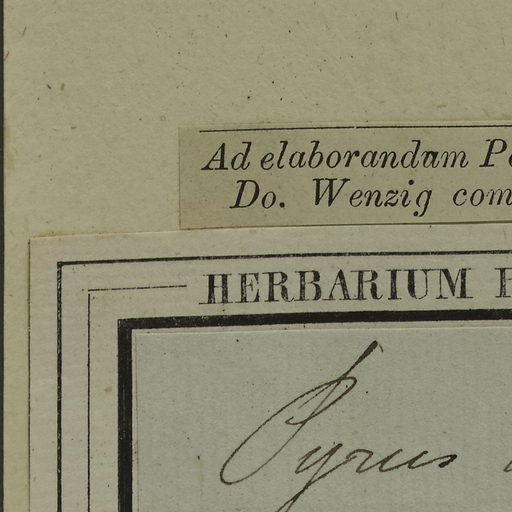 Ad elaborandam
Do. Wenzig com
HERBARIUM
Pyrus